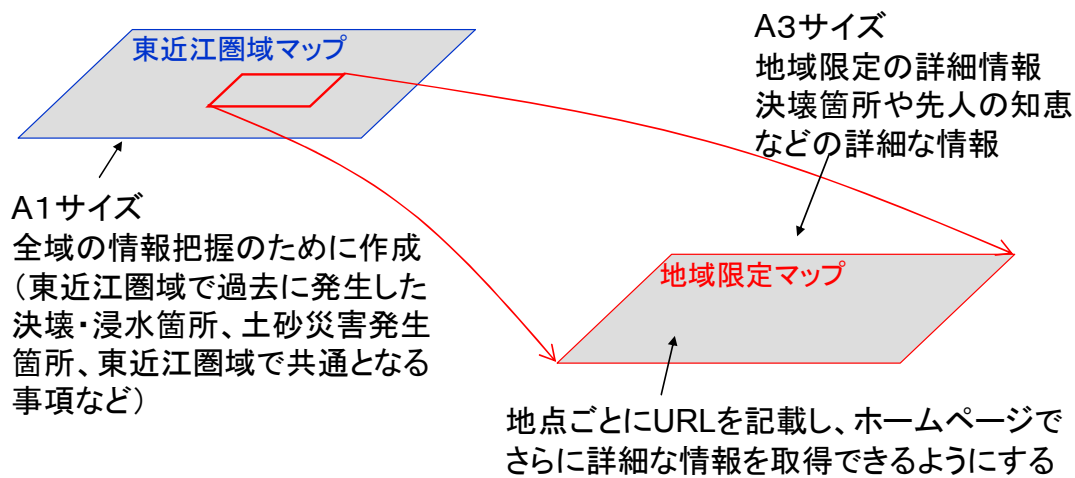 東近江圏域マップ
A1サイズ
全域の情報把握のために作成
（東近江圏域で過去に発生した
決壊・浸水箇所、土砂災害発生
箇所、東近江圏域で共通となる
事項など）
A3サイズ
地域限定の詳細情報
決壊箇所や先人の知恵
などの詳細な情報
地域限定マップ
地点ごとにURLを記載し、ホームページで
さらに詳細な情報を取得できるようにする